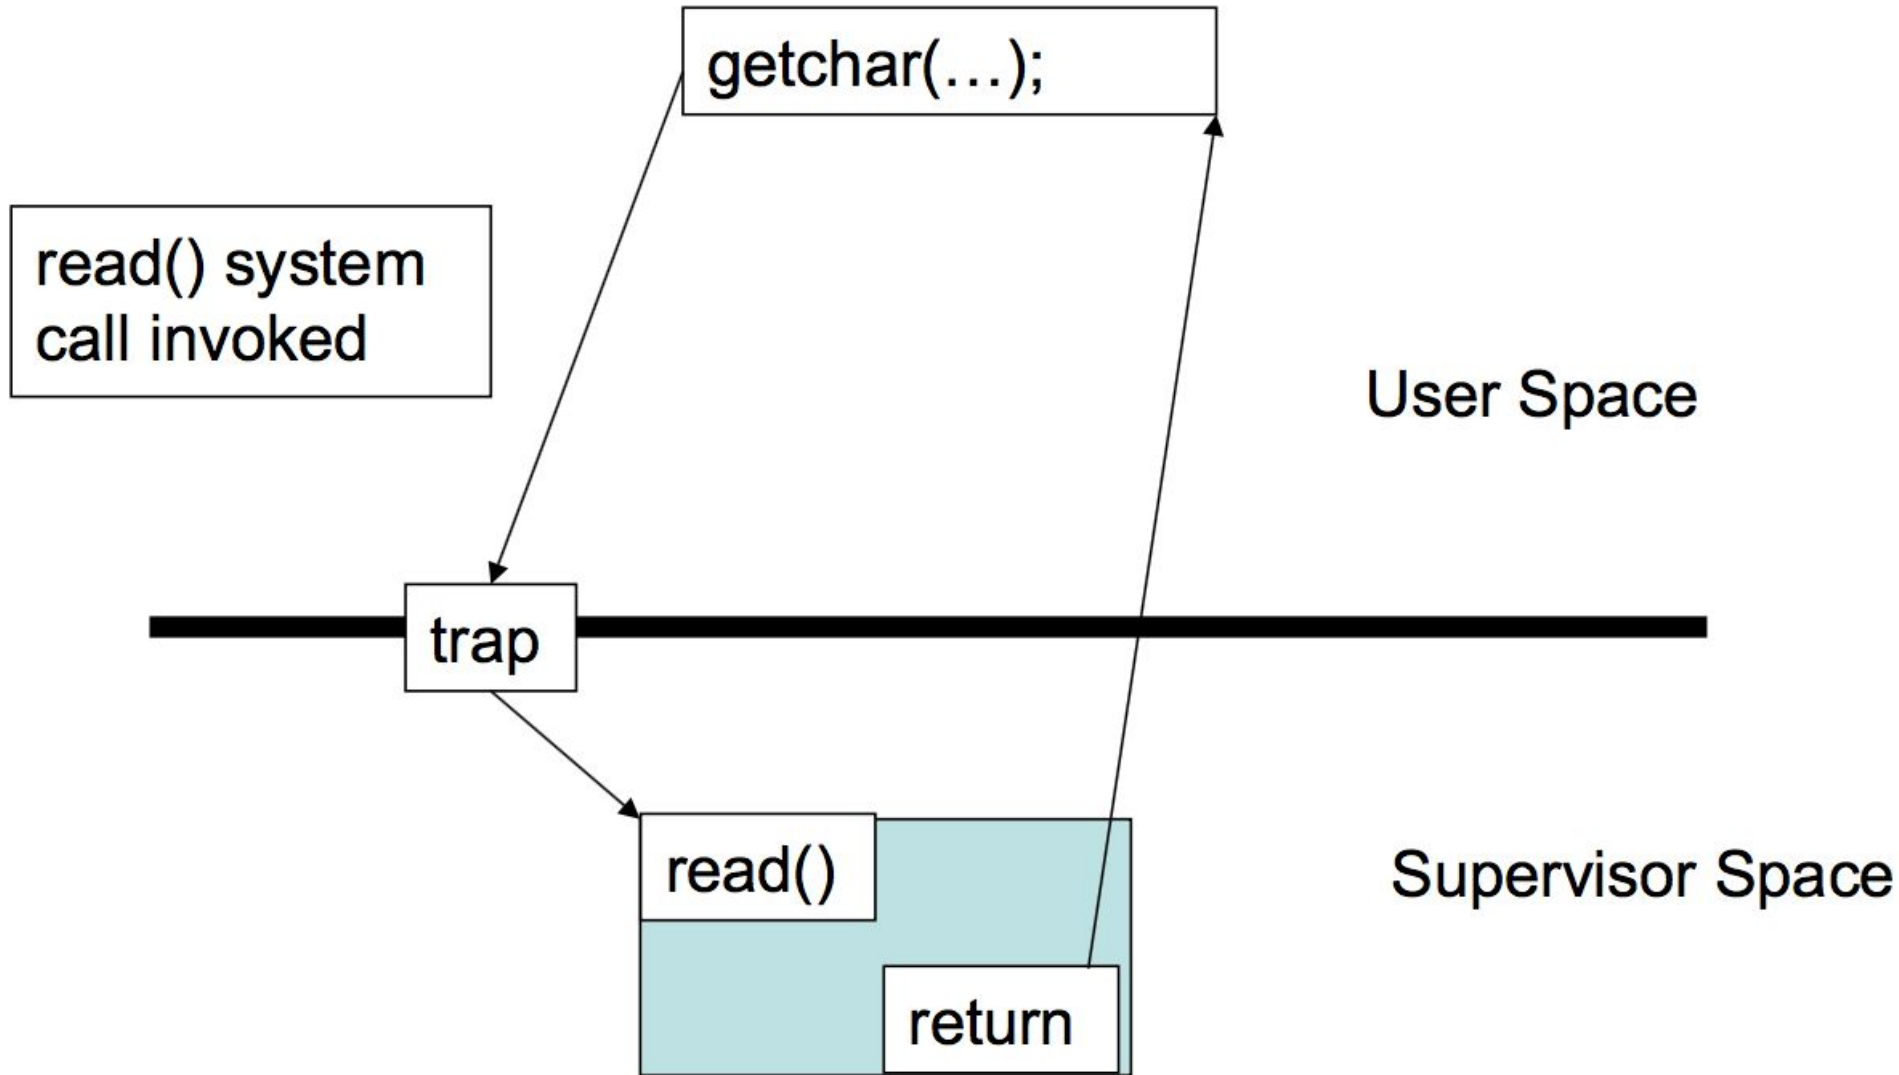 getchar(…);
read() system
call invoked
User Space
trap
read()
Supervisor Space
return